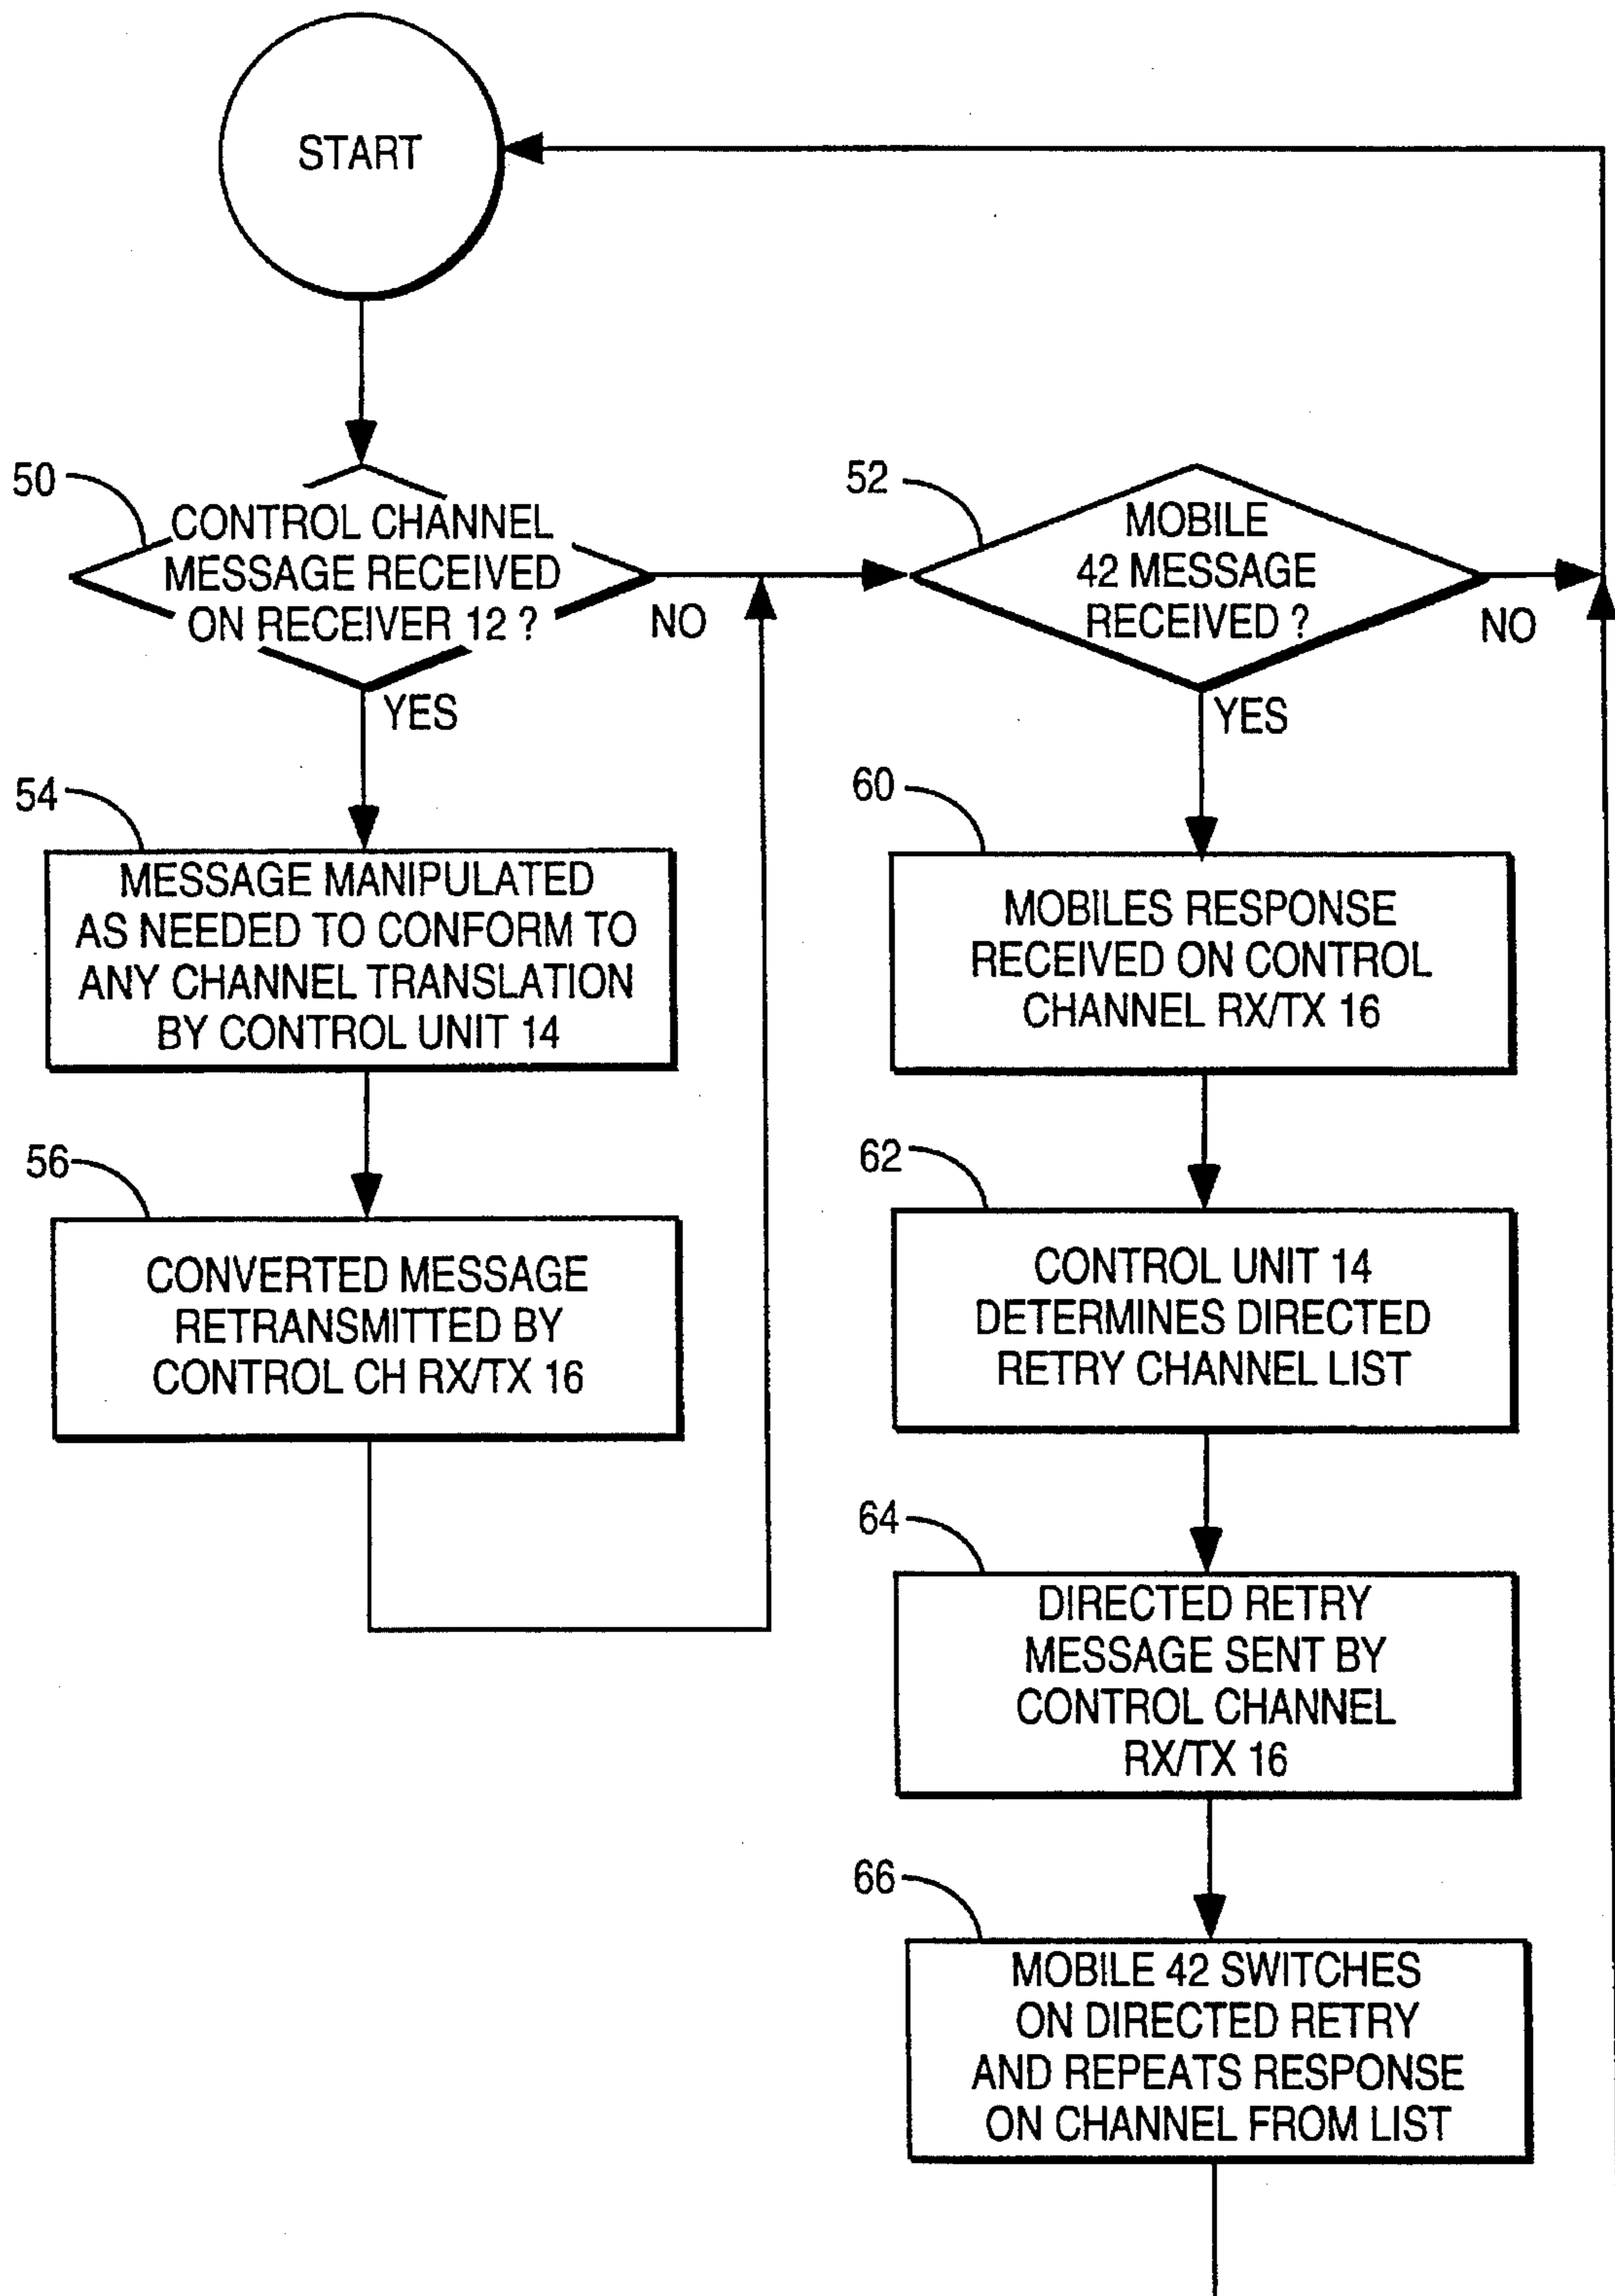 START
50
CONTROL CHANNEL
MESSAGE RECEIVED
ON RECEIVER 12 ?
NO
YES
52
MOBILE
42 MESSAGE
RECEIVED ?
NO
YES
54
MESSAGE MANIPULATED
AS NEEDED TO CONFORM TO
ANY CHANNEL TRANSLATION
BY CONTROL UNIT 14
56
CONVERTED MESSAGE
RETRANSMITTED BY
CONTROL CH RX/TX 16
60
MOBILES RESPONSE
RECEIVED ON CONTROL
CHANNEL RX/TX 16
62
CONTROL UNIT 14
DETERMINES DIRECTED
RETRY CHANNEL LIST
64
DIRECTED RETRY
MESSAGE SENT BY
CONTROL CHANNEL
RX/TX 16
66
MOBILE 42 SWITCHES
ON DIRECTED RETRY
AND REPEATS RESPONSE
ON CHANNEL FROM LIST